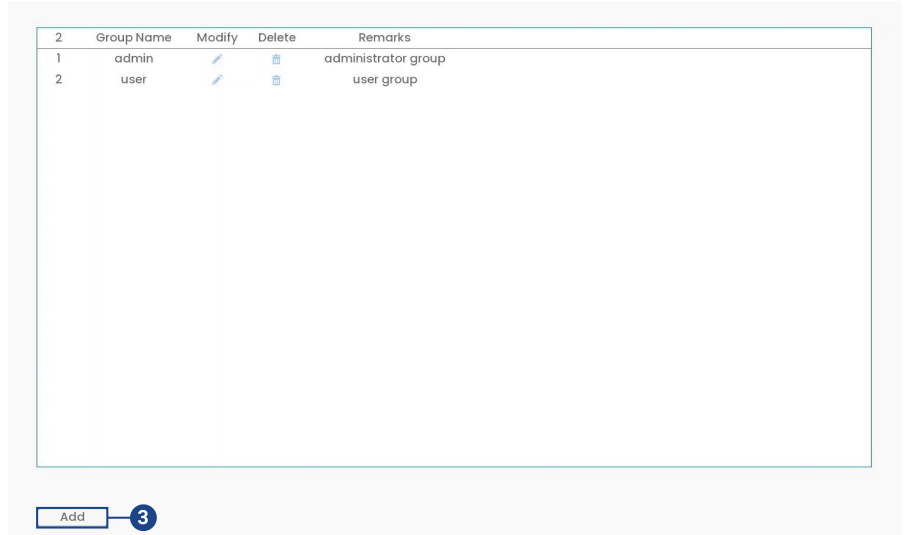 2 Group Name Modify Delete Remarks
1 admin administrator group
2 user user group
Add 3